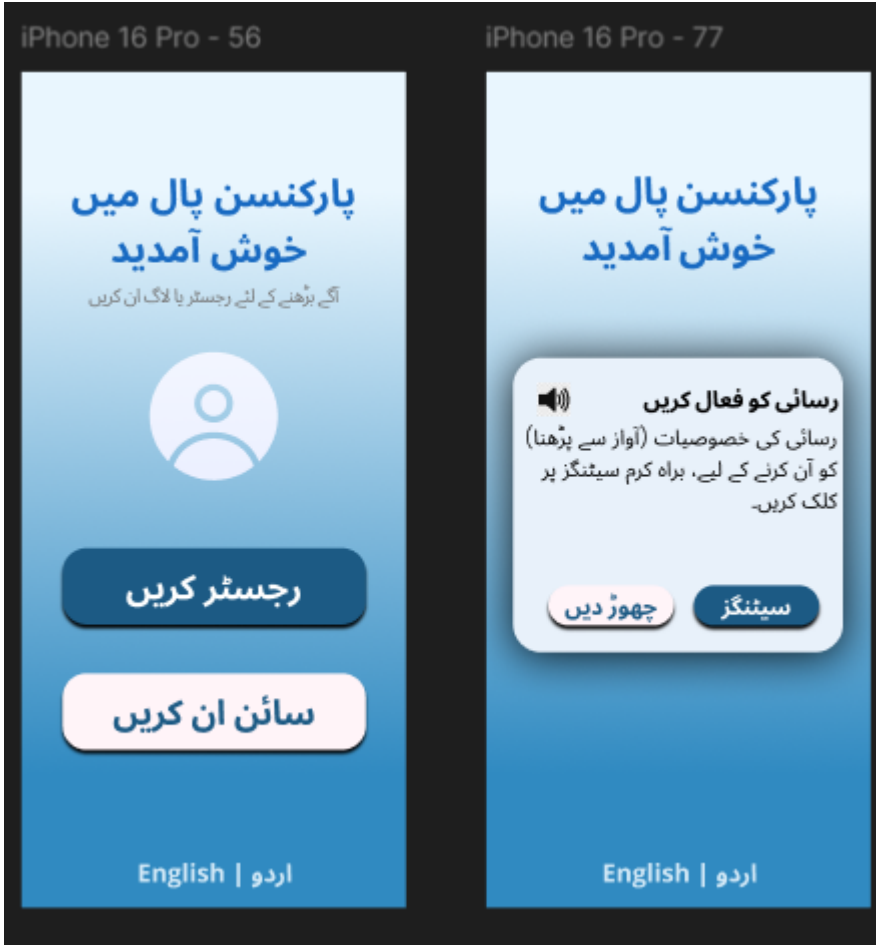 iPhone 16 Pro - 56
پارکنسن پال میں
خوش آمدید
آگے بڑھنے کے لئے رجسٹر یا لاگ ان کریں
رجسٹر کریں
سائن ان کریں
English | اردو
iPhone 16 Pro - 77
پارکنسن پال میں
خوش آمدید
رسائی کو فعال کریں
رسائی کی خصوصیات (آواز سے پڑھنا)
کو آن کرنے کے لیے، براہ کرم سیٹنگز پر
کلک کریں۔
سیٹنگز
چھوڑ دیں
English | اردو